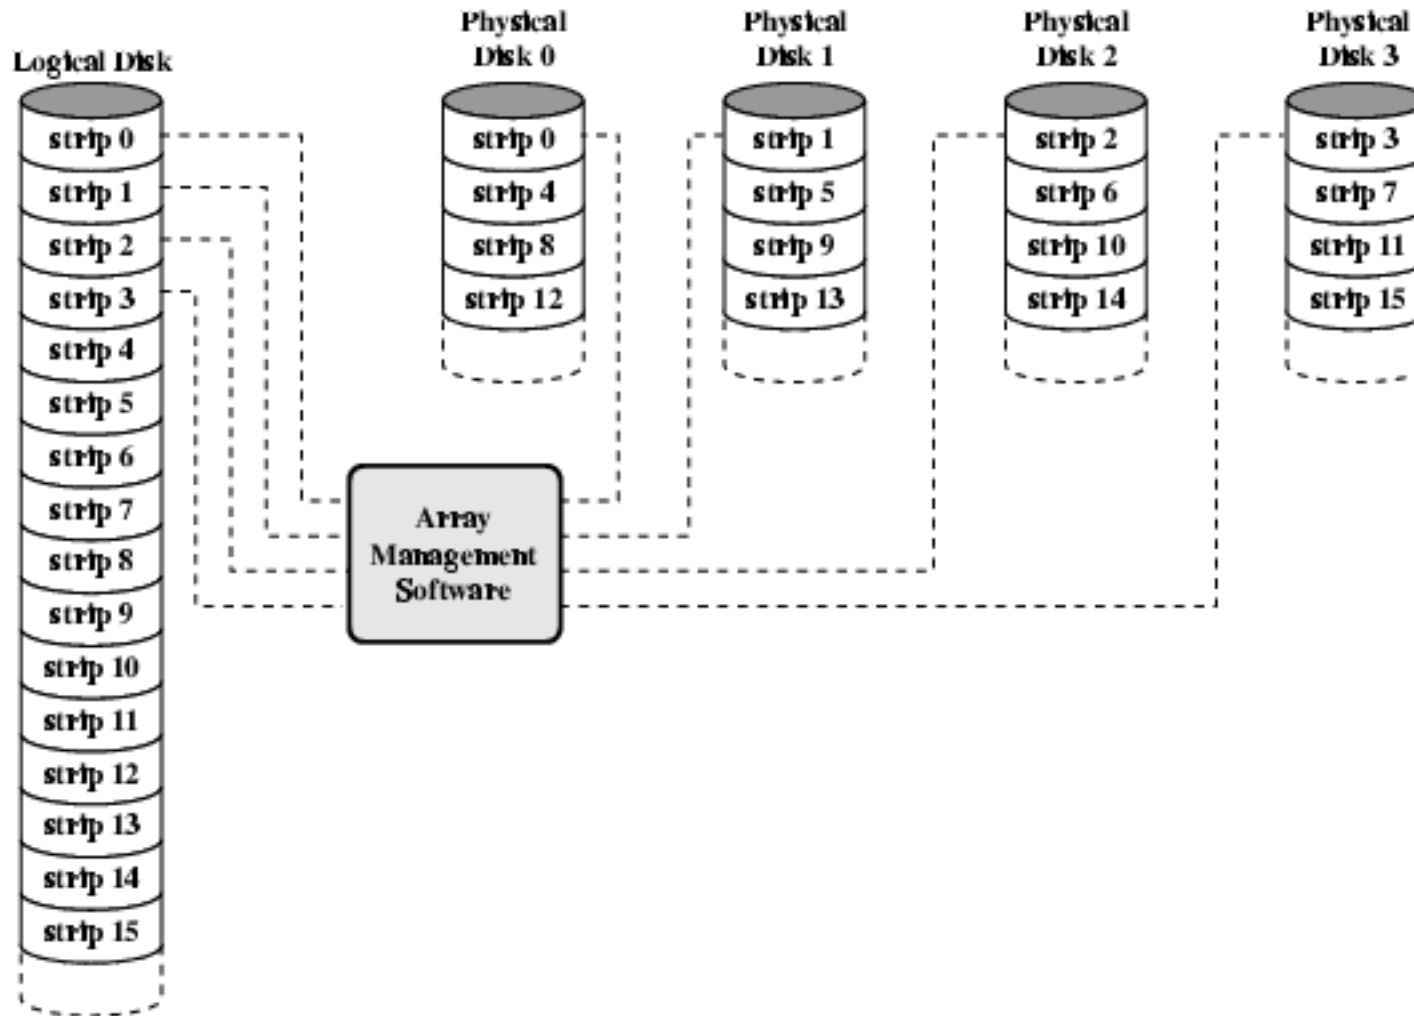 Logical Disk
strip 0
strip 1
strip 2
strip 3
strip 4
strip 5
strip 6
strip 7
strip 8
strip 9
strip 10
strip 11
strip 12
strip 13
strip 14
strip 15
Physical
Disk 0
strip 0
strip 4
strip 8
strip 12
Physical
Disk 1
strip 1
strip 5
strip 9
strip 13
Physical
Disk 2
strip 2
strip 6
strip 10
strip 14
Physical
Disk 3
strip 3
strip 7
strip 11
strip 15
Array
Management
Software